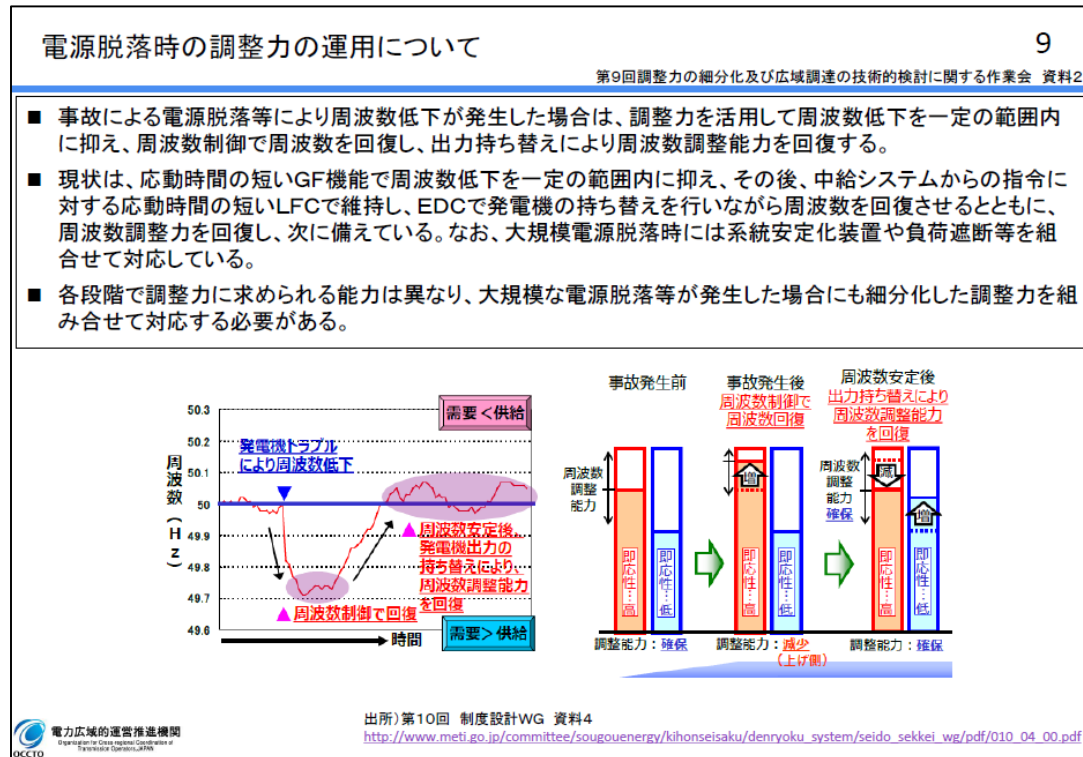 電源脱落時の調整力の運用について
9
第9回調整力の細分化及び広域調達の技術的検討に関する作業会 資料2
■ 事故による電源脱落等により周波数低下が発生した場合は、調整力を活用して周波数低下を一定の範囲内
に抑え、周波数制御で周波数を回復し、出力持ち替えにより周波数調整能力を回復する。
■ 現状は、応動時間の短いGF機能で周波数低下を一定の範囲内に抑え、その後、中給システムからの指令に
対する応動時間の短いLFCで維持し、EDCで発電機の持ち替えを行いながら周波数を回復させるとともに、
周波数調整力を回復し、次に備えている。なお、大規模電源脱落時には系統安定化装置や負荷遮断等を組
合せて対応している。
■ 各段階で調整力に求められる能力は異なり、大規模な電源脱落等が発生した場合にも細分化した調整力を組
み合せて対応する必要がある。
周波数(Hz)
50.3
50.2
50.1
50
49.9
49.8
49.7
49.6
需要<供給
発電機トラブル
により周波数低下
▲周波数安定後、
発電機出力の
持ち替えにより、
周波数調整能力
を回復
▲周波数制御で回復
時間
需要>供給
事故発生前
周波数
調整
能力
即応性…高
即応性…低
調整能力:確保
事故発生後
周波数制御で
周波数回復
増
即応性…高
即応性…低
調整能力:減少
(上げ側)
周波数安定後
出力持ち替えにより
周波数調整能力
を回復
周波数
調整
能力
確保
減
増
即応性…高
即応性…低
調整能力:確保
電力広域的運営推進機関
Organization for Cross-regional Coordination of
Transmission Operators,JAPAN
OCCTO
出所)第10回 制度設計WG 資料4
http://www.meti.go.jp/committee/sougouenergy/kihonseisaku/denryoku_system/seido_sekkei_wg/pdf/010_04_00.pdf